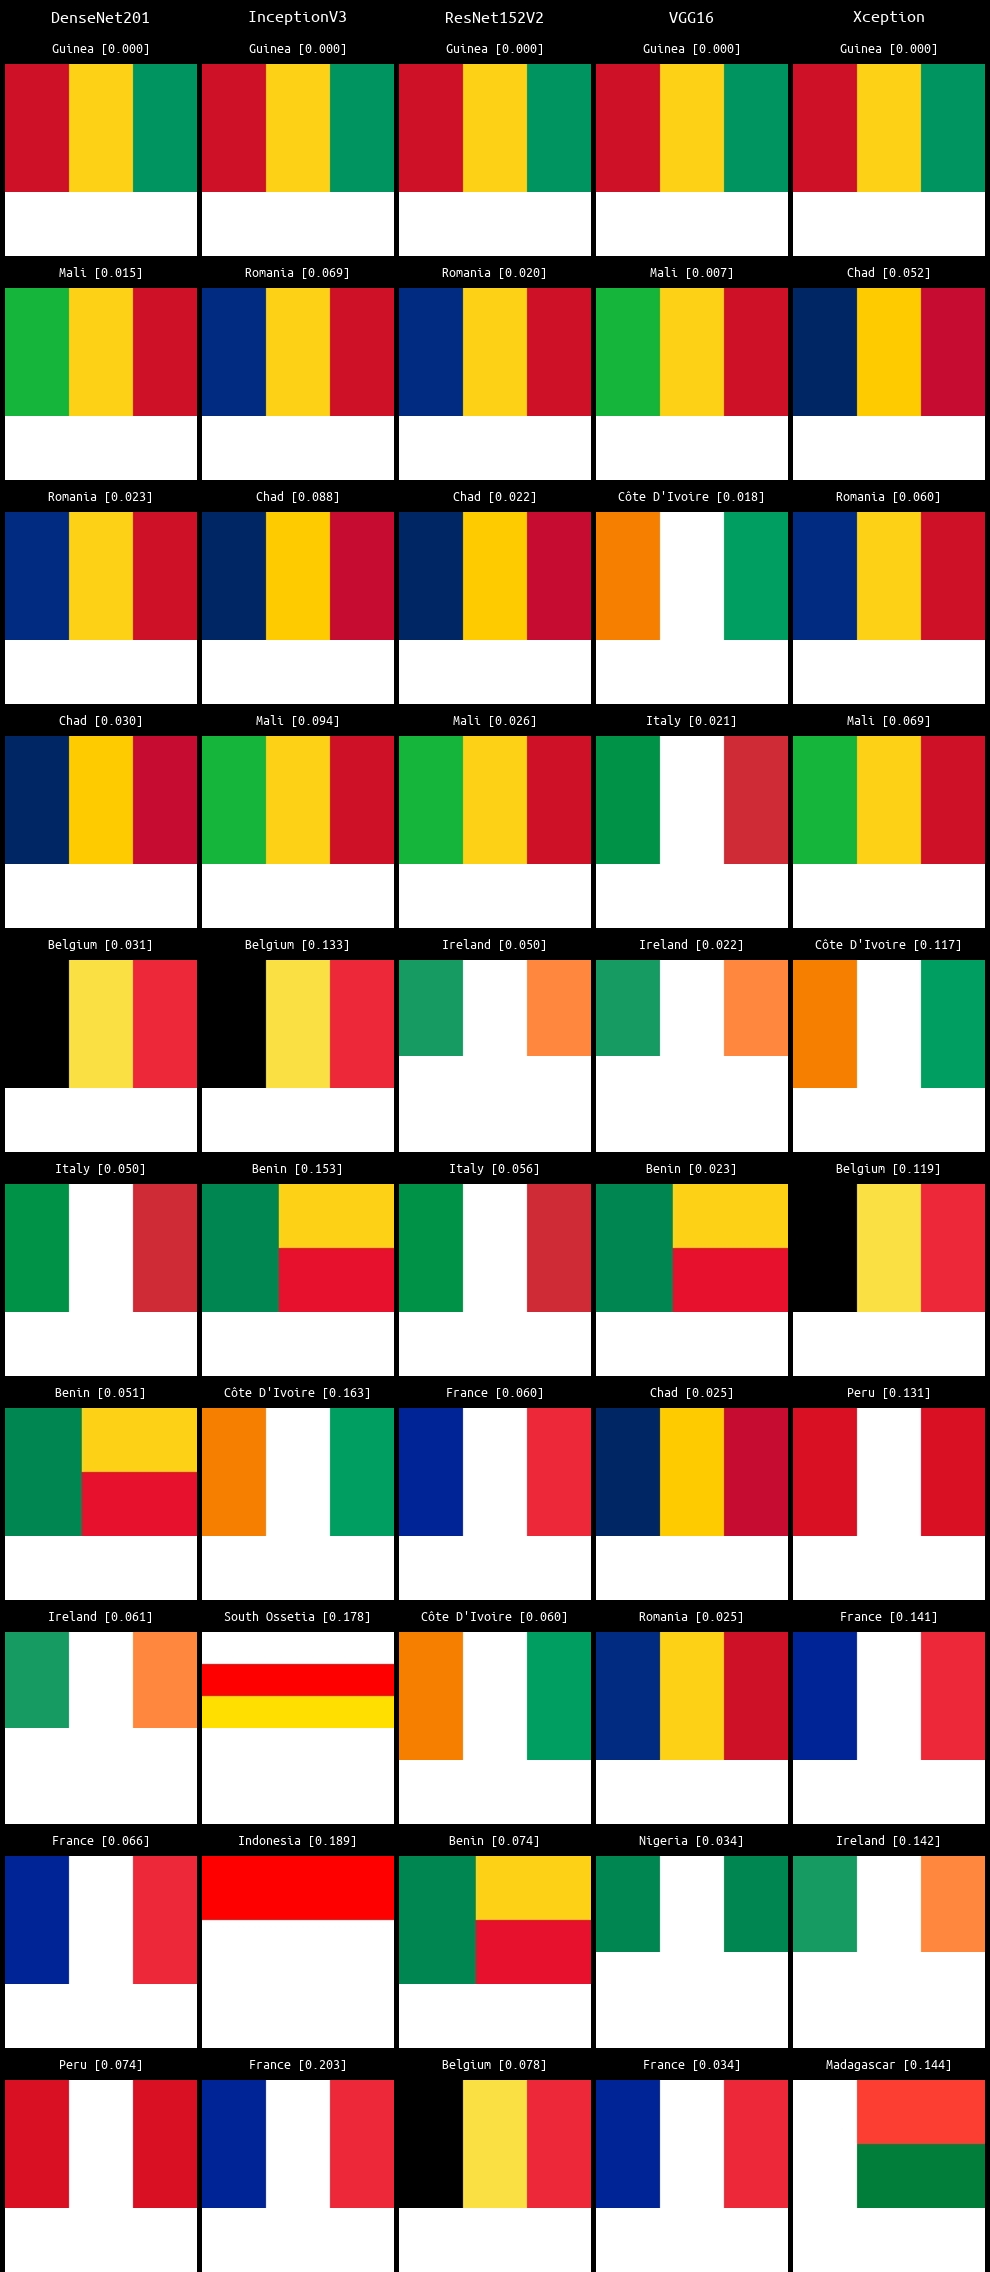 DenseNet201 InceptionV3 ResNet152V2 VGG16 Xception
Guinea [0.000] Guinea [0.000] Guinea [0.000] Guinea [0.000] Guinea [0.000]
Mali [0.015] Romania [0.069] Romania [0.020] Mali [0.007] Chad [0.052]
Romania [0.023] Chad [0.088] Chad [0.022] Côte D'Ivoire [0.018] Romania [0.060]
Chad [0.030] Mali [0.094] Mali [0.026] Italy [0.021] Mali [0.069]
Belgium [0.031] Belgium [0.133] Ireland [0.050] Ireland [0.022] Côte D'Ivoire [0.117]
Italy [0.050] Benin [0.153] Italy [0.056] Benin [0.023] Belgium [0.119]
Benin [0.051] Côte D'Ivoire [0.163] France [0.060] Chad [0.025] Peru [0.131]
Ireland [0.061] South Ossetia [0.178] Côte D'Ivoire [0.060] Romania [0.025] France [0.141]
France [0.066] Indonesia [0.189] Benin [0.074] Nigeria [0.034] Ireland [0.142]
Peru [0.074] France [0.203] Belgium [0.078] France [0.034] Madagascar [0.144]